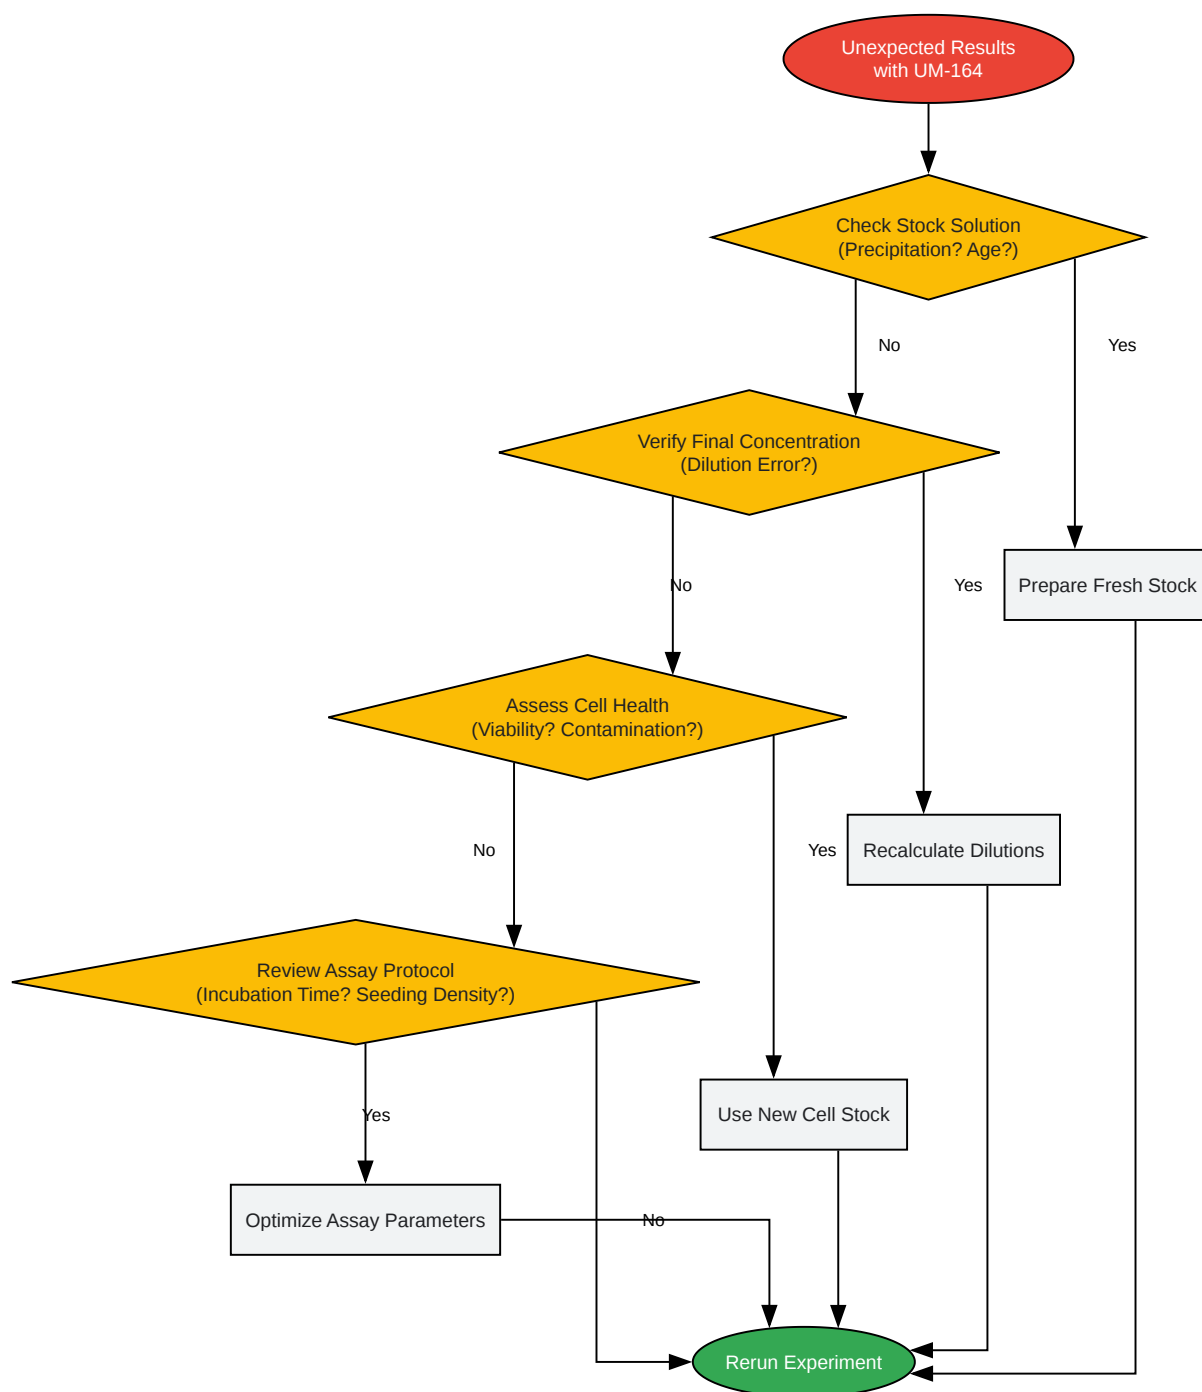 Unexpected Results
with UM-164
Check Stock Solution
(Precipitation? Age?)
No
Yes
Verify Final Concentration
(Dilution Error?)
No
Yes
Prepare Fresh Stock
Assess Cell Health
(Viability? Contamination?)
No
Yes
Recalculate Dilutions
Review Assay Protocol
(Incubation Time? Seeding Density?)
Yes
Use New Cell Stock
Optimize Assay Parameters
No
Rerun Experiment